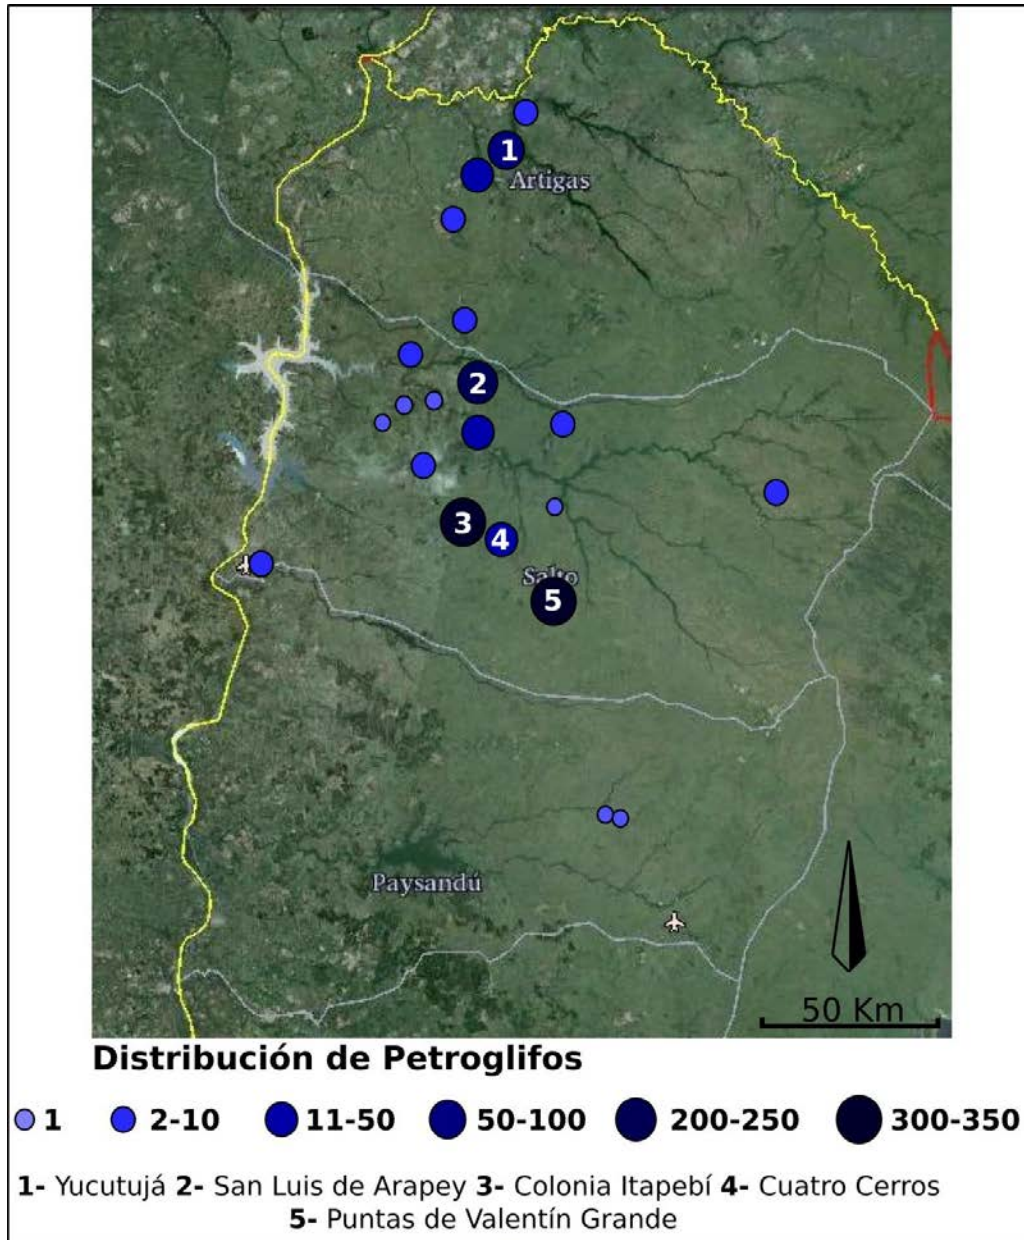 1
Artigas
2
3
4
Salto
5
Paysandú
50 Km
Distribución de Petroglifos
1 2-10 11-50 50-100 200-250 300-350
1- Yucutujá 2- San Luis de Arapey 3- Colonia Itapebí 4- Cuatro Cerros
5- Puntas de Valentín Grande